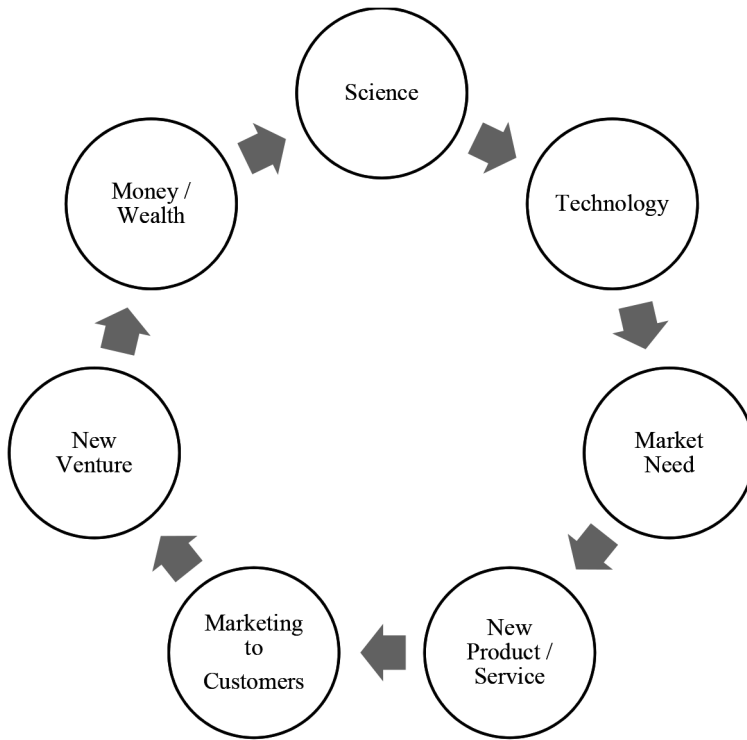 Science
Technology
Market
Need
New
Product /
Service
Marketing
to
Customers
New
Venture
Money /
Wealth